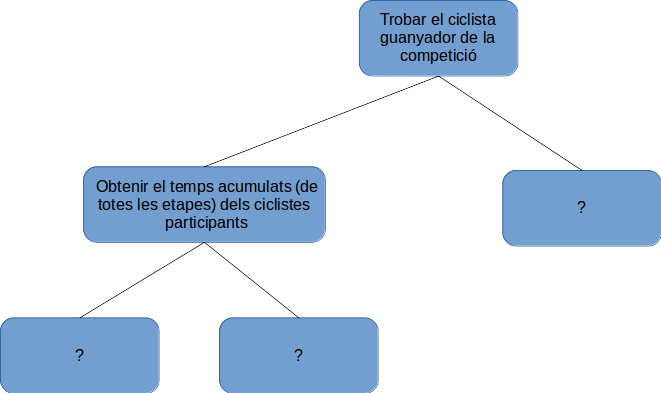 Trobar el ciclista
guanyador de la
competició
Obtenir el temps acumulats (de
totes les etapes) dels ciclistes
participants
?
?
?